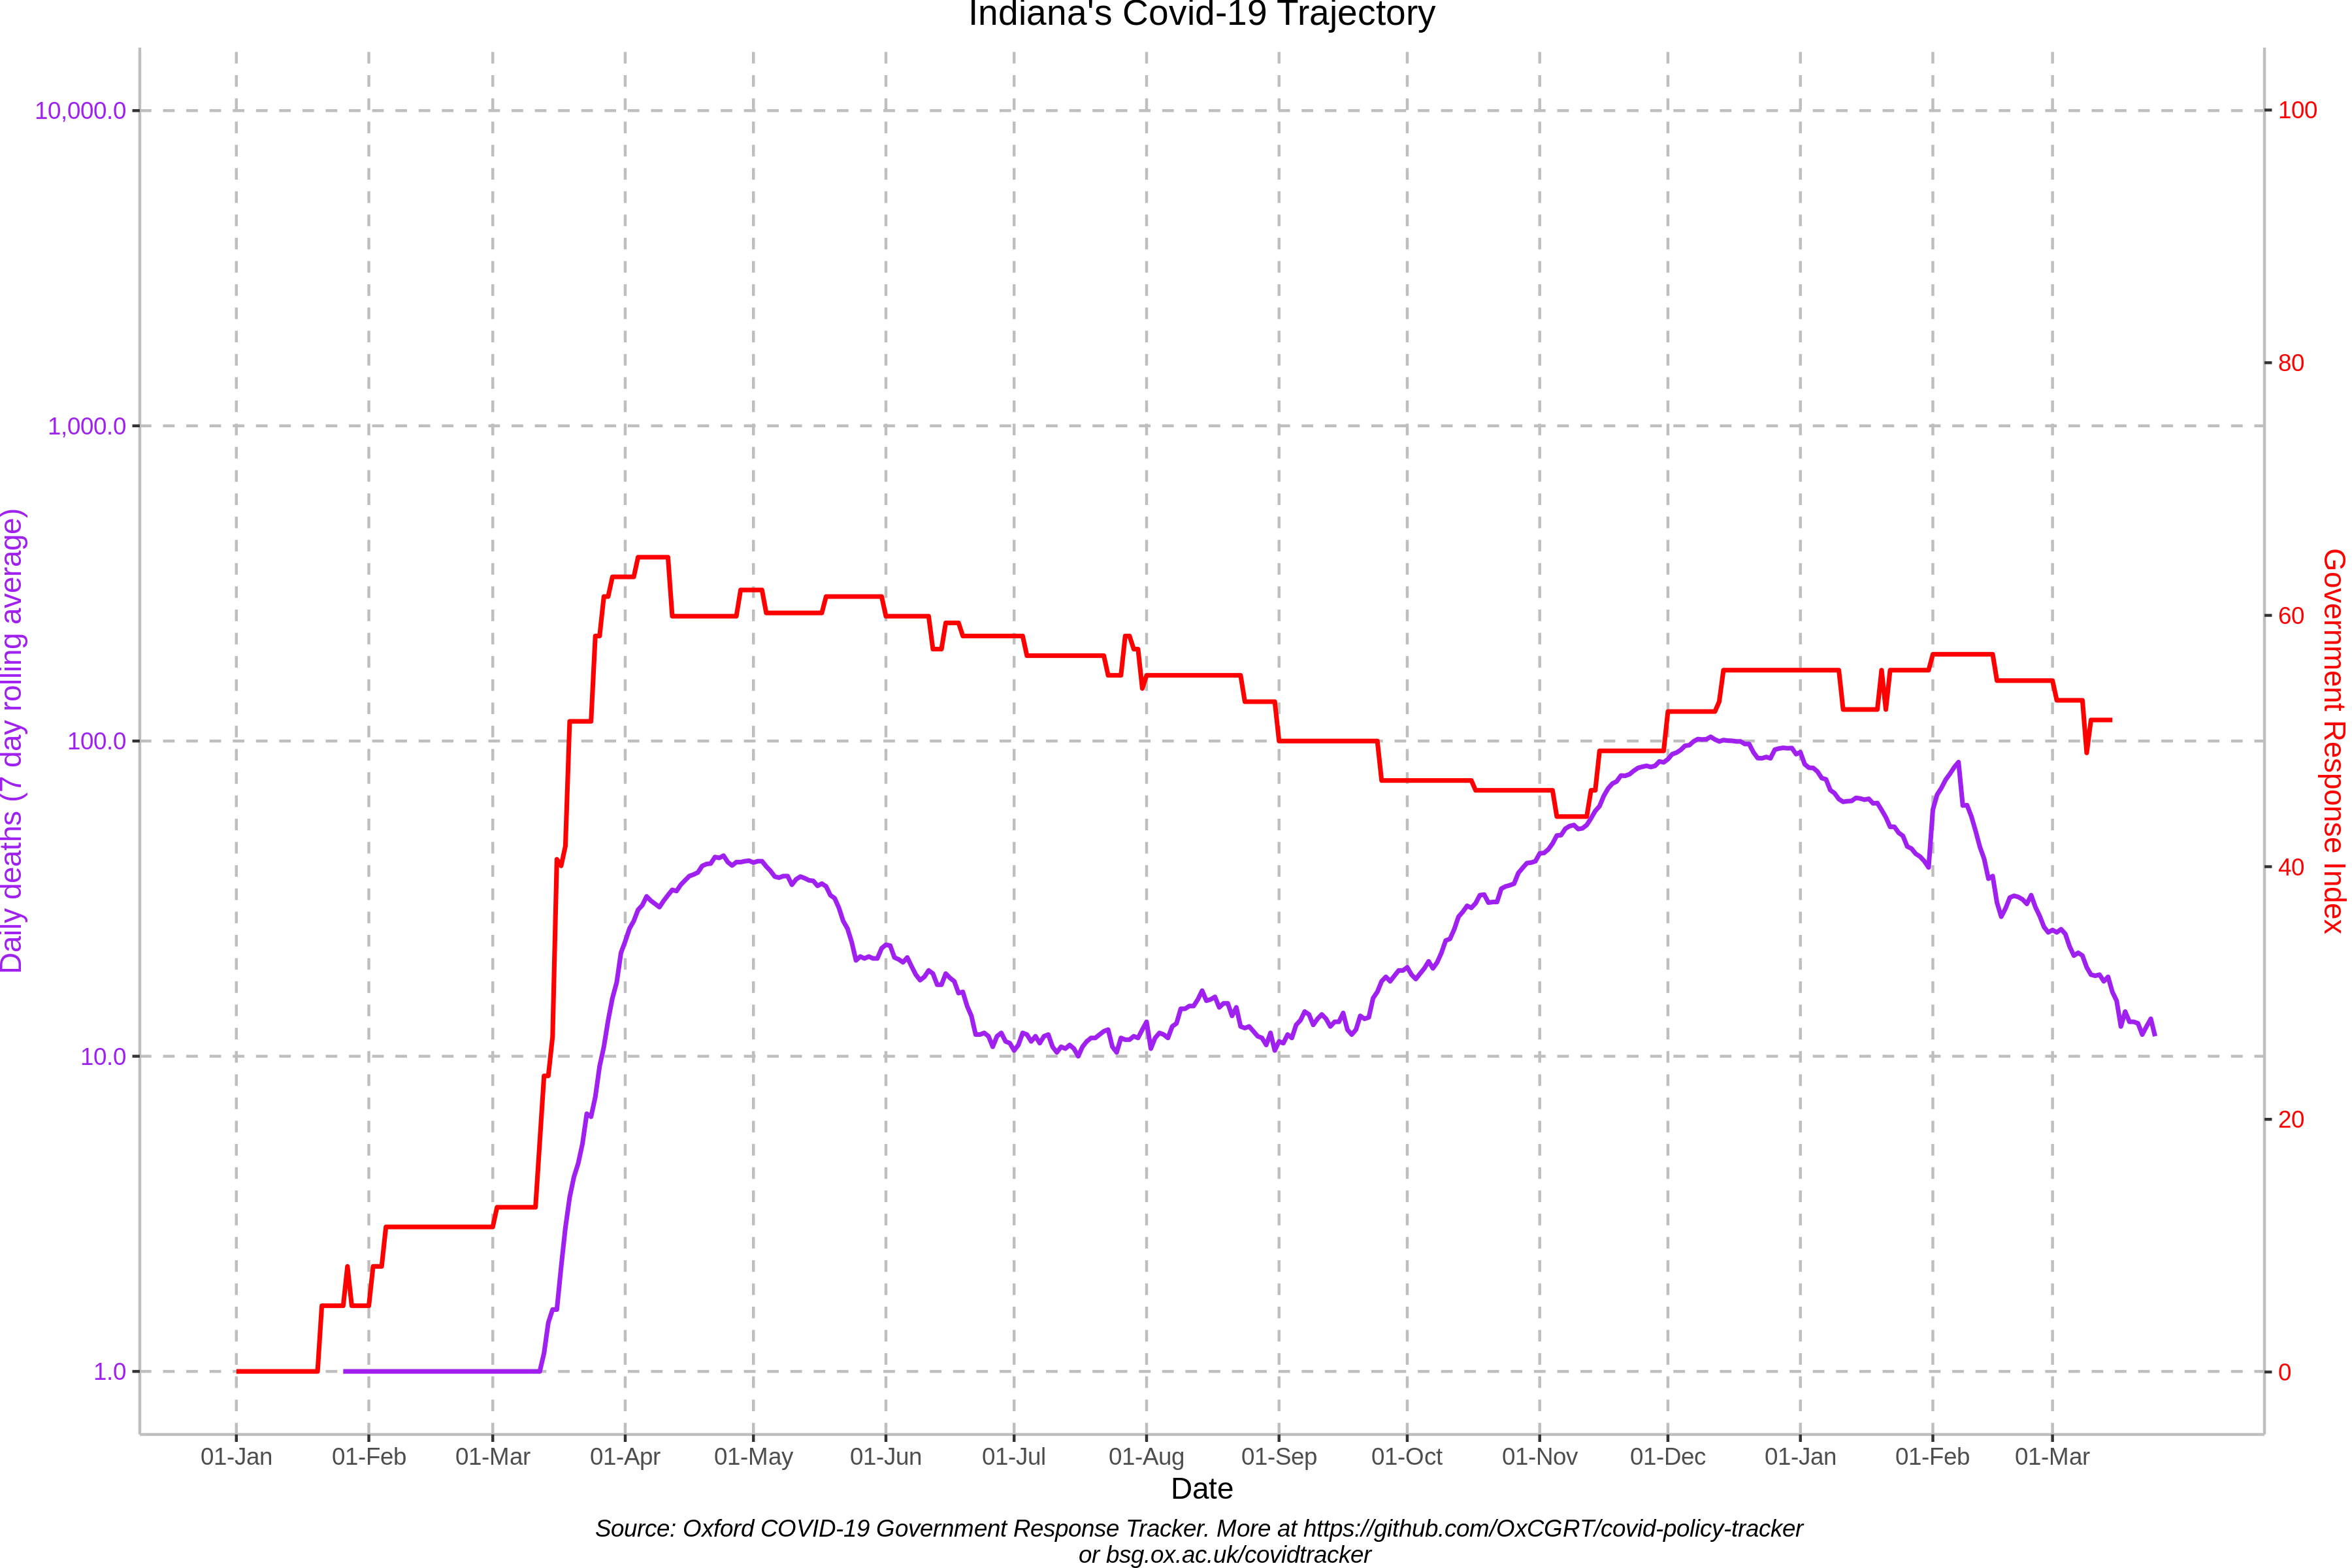 Indiana's Covid-19 Trajectory
10,000.0
1,000.0
100.0
10.0
1.0
Daily deaths (7 day rolling average)
100
80
60
40
20
0
Government Response Index
01-Jan 01-Feb 01-Mar 01-Apr 01-May 01-Jun 01-Jul 01-Aug 01-Sep 01-Oct 01-Nov 01-Dec 01-Jan 01-Feb 01-Mar
Date
Source: Oxford COVID-19 Government Response Tracker. More at https://github.com/OxCGRT/covid-policy-tracker
or bsg.ox.ac.uk/covidtracker